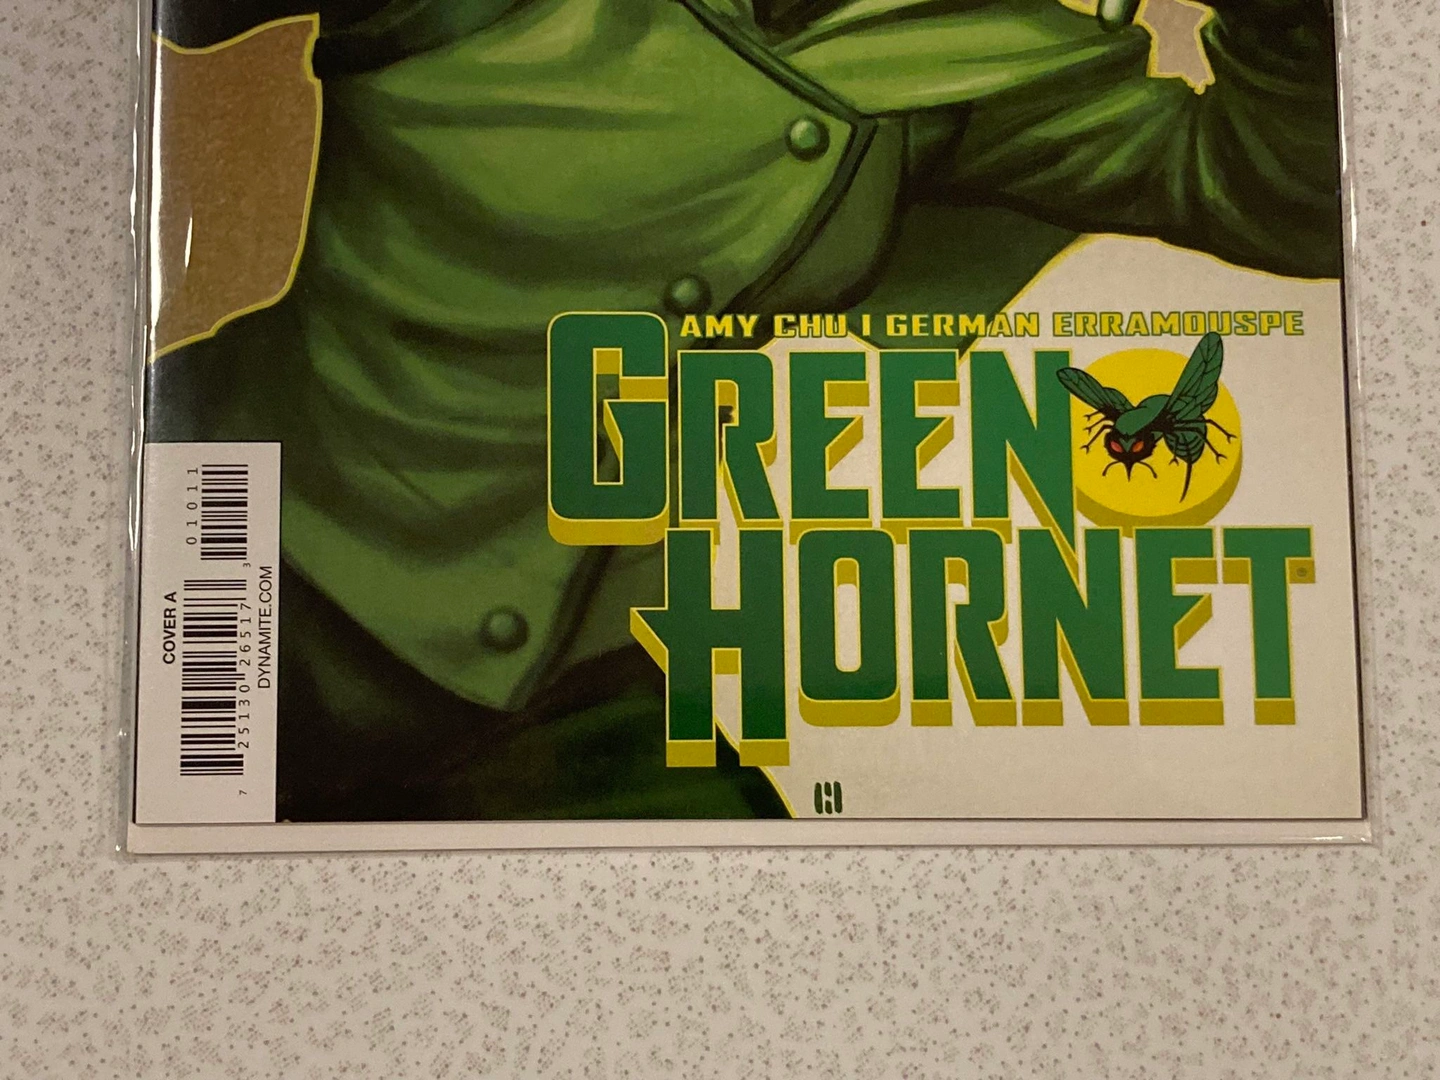 AMY CHU | GERMAN ERRAMOUSPE
GREEN
HORNET
®
COVER A
01011
7 25130 26517 3
DYNAMITE.COM